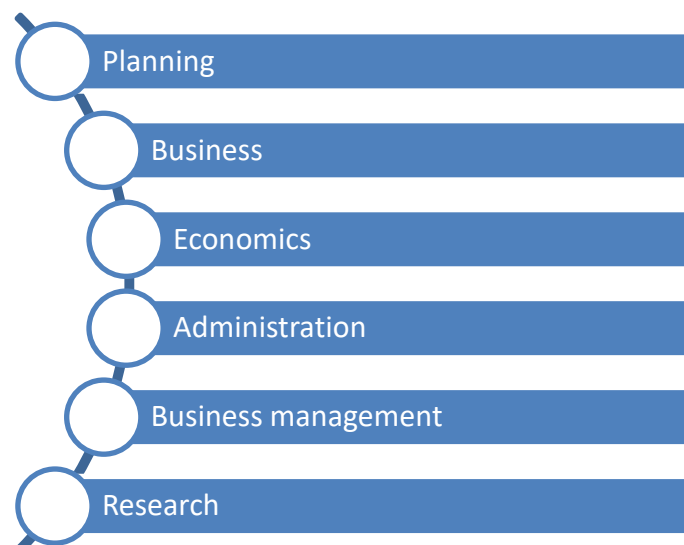 Planning
Business
Economics
Administration
Business management
Research